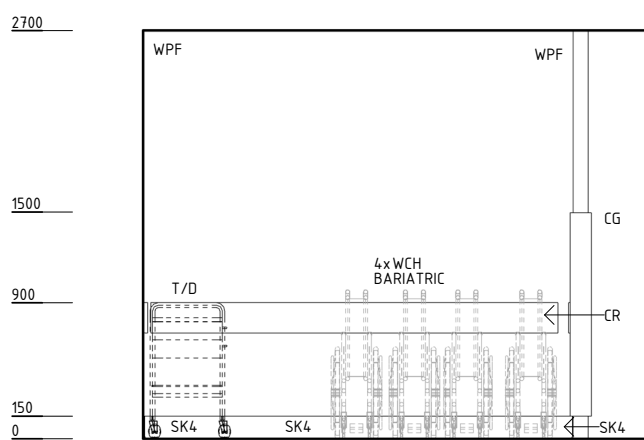 2700
WPF
WPF
1500
CG
4xWCH
BARIATRIC
T/D
900
CR
150
SK4
SK4
SK4
0